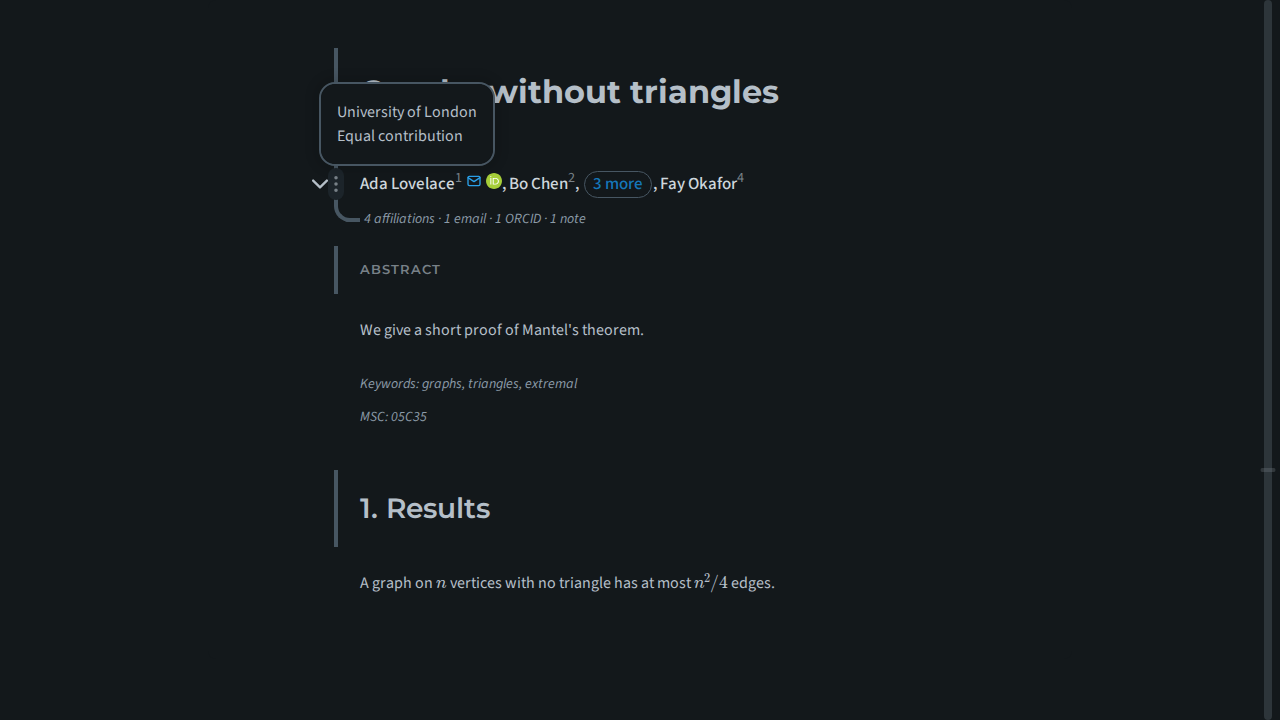 without triangles
University of London
Equal contribution
Ada Lovelace1 iD, Bo Chen2, 3 more, Fay Okafor4
4 affiliations · 1 email · 1 ORCID · 1 note
ABSTRACT
We give a short proof of Mantel's theorem.
Keywords: graphs, triangles, extremal
MSC: 05C35
1. Results
A graph on n vertices with no triangle has at most n²/4 edges.